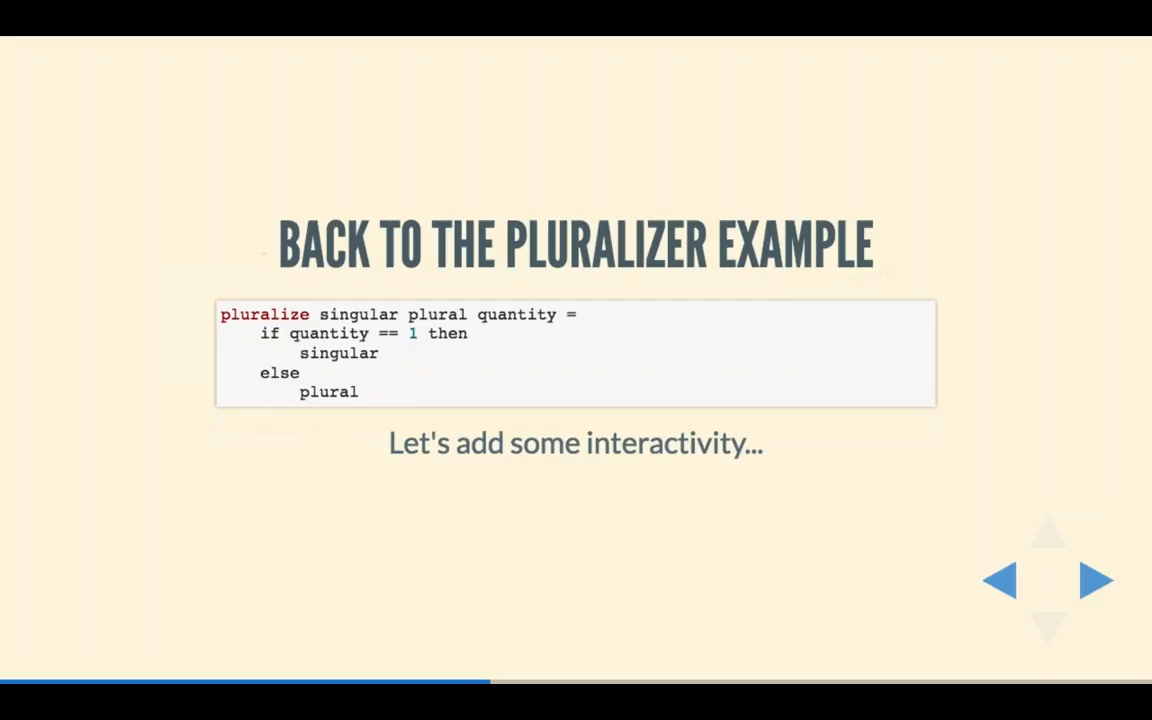 BACK TO THE PLURALIZER EXAMPLE
pluralize singular plural quantity =
    if quantity == 1 then
        singular
    else
        plural
Let's add some interactivity...